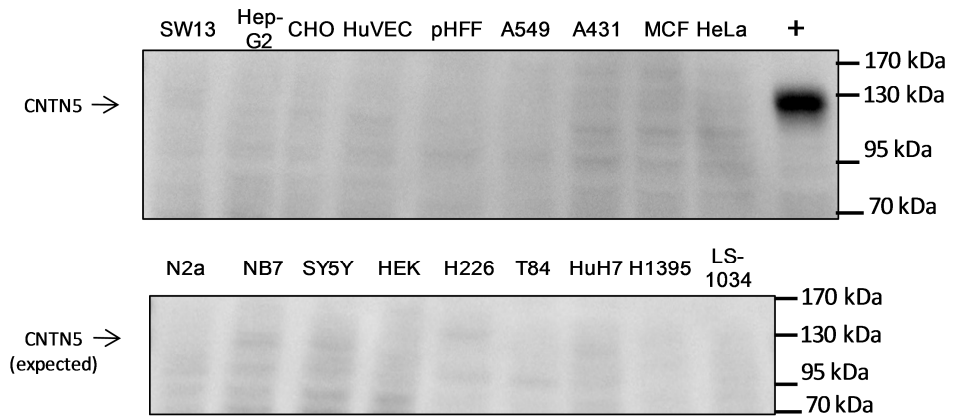 SW13 Hep-G2 CHO HuVEC pHFF A549 A431 MCF HeLa +
170 kDa
CNTN5 → 130 kDa
95 kDa
70 kDa
N2a NB7 SY5Y HEK H226 T84 HuH7 H1395 LS-1034
170 kDa
CNTN5 → 130 kDa
(expected)
95 kDa
70 kDa